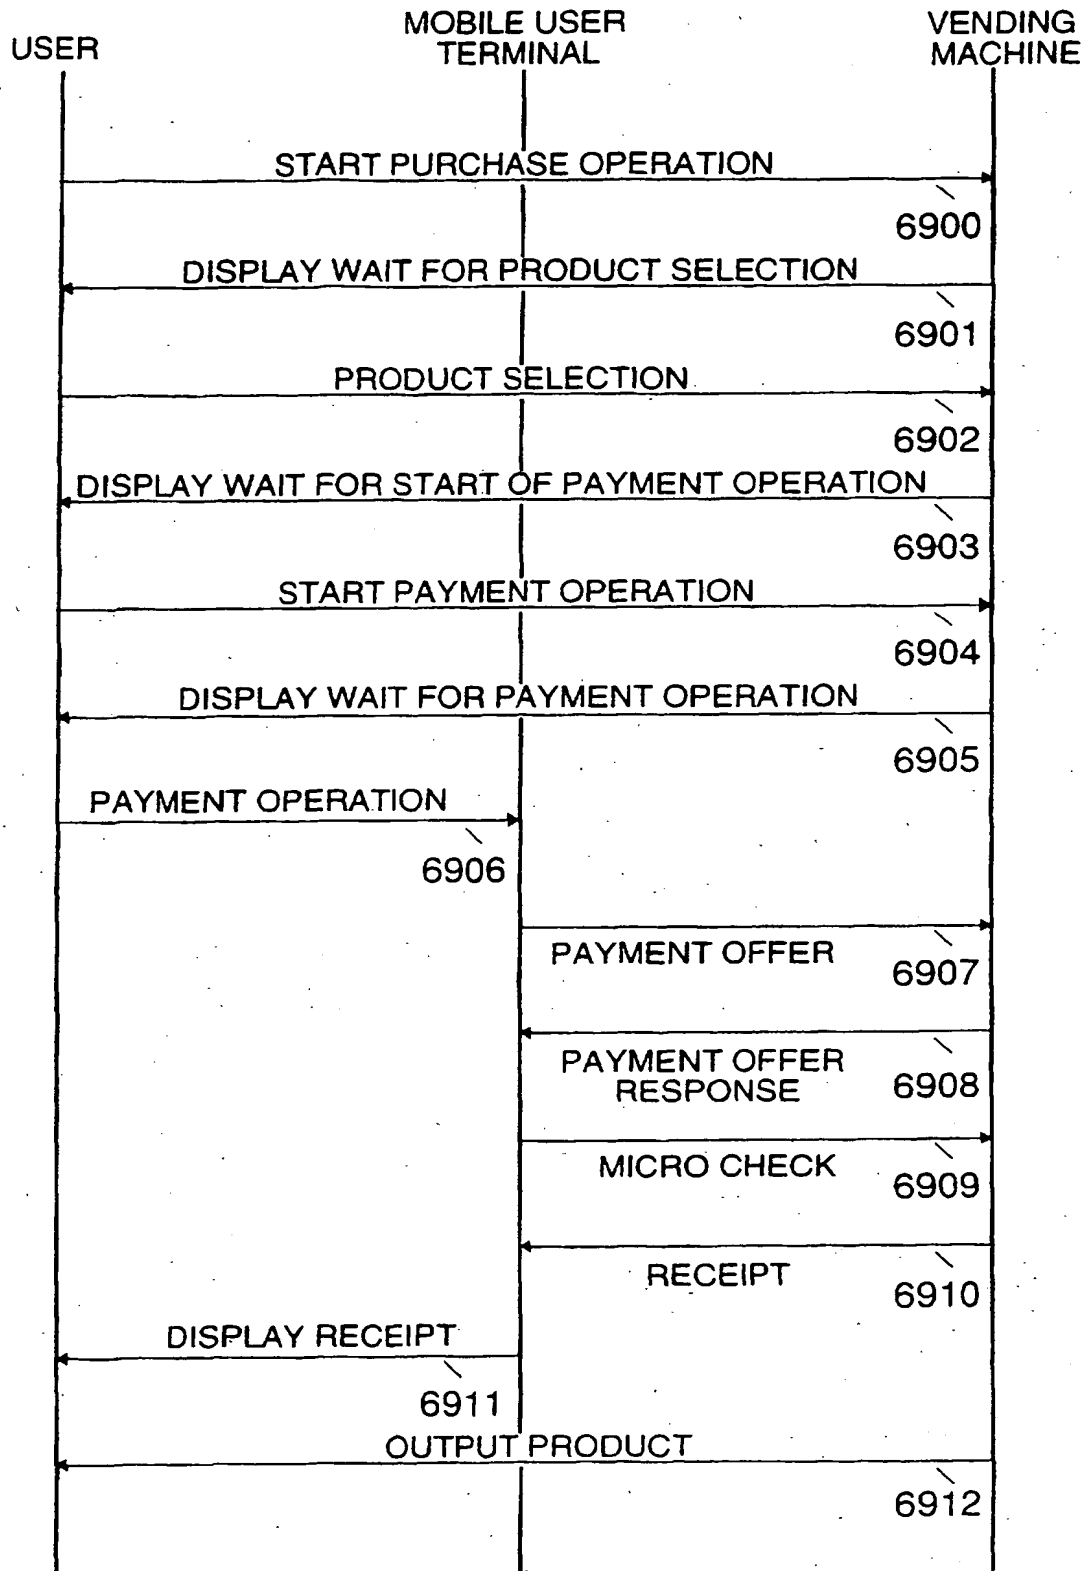 USER
MOBILE USER
TERMINAL
VENDING
MACHINE
START PURCHASE OPERATION
6900
DISPLAY WAIT FOR PRODUCT SELECTION
6901
PRODUCT SELECTION
6902
DISPLAY WAIT FOR START OF PAYMENT OPERATION
6903
START PAYMENT OPERATION
6904
DISPLAY WAIT FOR PAYMENT OPERATION
6905
PAYMENT OPERATION
6906
PAYMENT OFFER
6907
PAYMENT OFFER
RESPONSE
6908
MICRO CHECK
6909
RECEIPT
6910
DISPLAY RECEIPT
6911
OUTPUT PRODUCT
6912